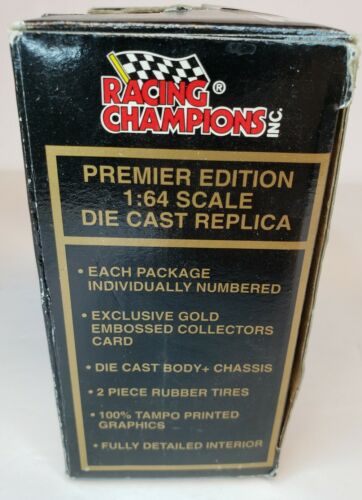 RACING®
CHAMPIONS INC.
PREMIER EDITION
1:64 SCALE
DIE CAST REPLICA
• EACH PACKAGE
INDIVIDUALLY NUMBERED
• EXCLUSIVE GOLD
EMBOSSED COLLECTORS
CARD
• DIE CAST BODY+ CHASSIS
• 2 PIECE RUBBER TIRES
• 100% TAMPO PRINTED
GRAPHICS
• FULLY DETAILED INTERIOR